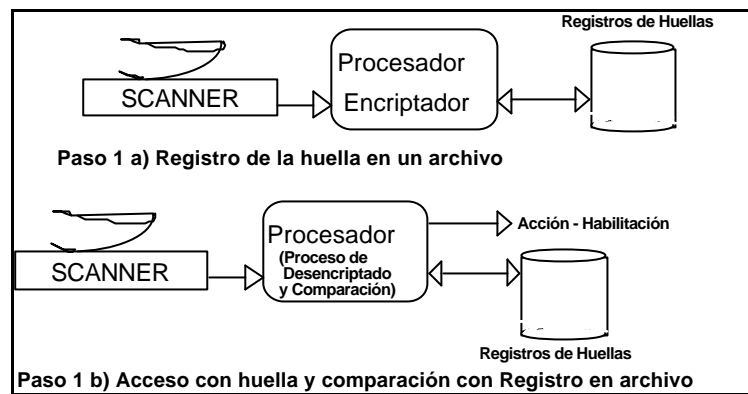 Registros de Huellas
Procesador
Encriptador
SCANNER
Paso 1 a) Registro de la huella en un archivo
Acción - Habilitación
Procesador
(Proceso de
Desencriptado
y Comparación)
SCANNER
Registros de Huellas
Paso 1 b) Acceso con huella y comparación con Registro en archivo